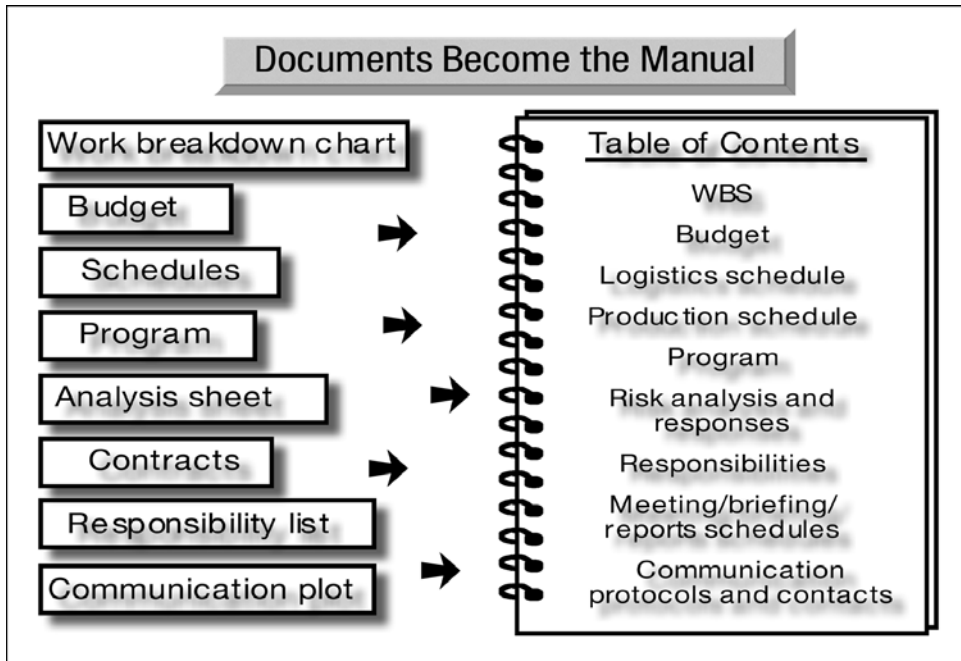 Documents Become the Manual
Work breakdown chart
Budget
Schedules
Program
Analysis sheet
Contracts
Responsibility list
Communication plot
Table of Contents
WBS
Budget
Logistics schedule
Production schedule
Program
Risk analysis and
responses
Responsibilities
Meeting/briefing/
reports schedules
Communication
protocols and contacts